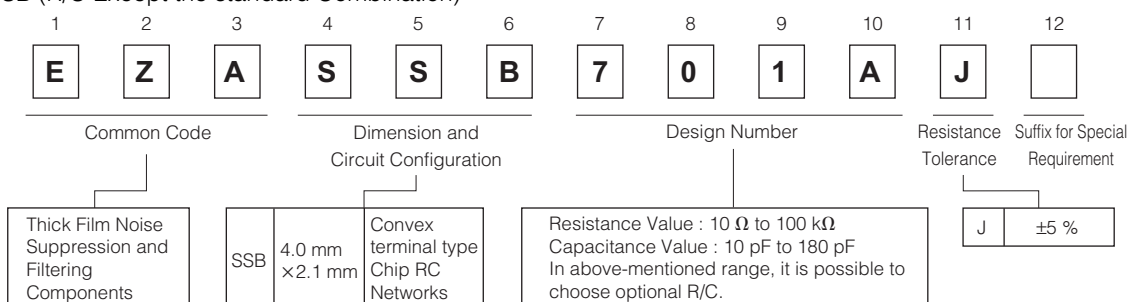 SB (R/C Except the standard Combination)
1 2 3 4 5 6 7 8 9 10 11 12
E Z A S S B 7 0 1 A J
Common Code
Dimension and
Circuit Configuration
Design Number
Resistance
Tolerance
Suffix for Special
Requirement
Thick Film Noise
Suppression and
Filtering
Components
SSB
4.0 mm
×2.1 mm
Convex
terminal type
Chip RC
Networks
Resistance Value : 10 Ω to 100 kΩ
Capacitance Value : 10 pF to 180 pF
In above-mentioned range, it is possible to
choose optional R/C.
J ±5 %